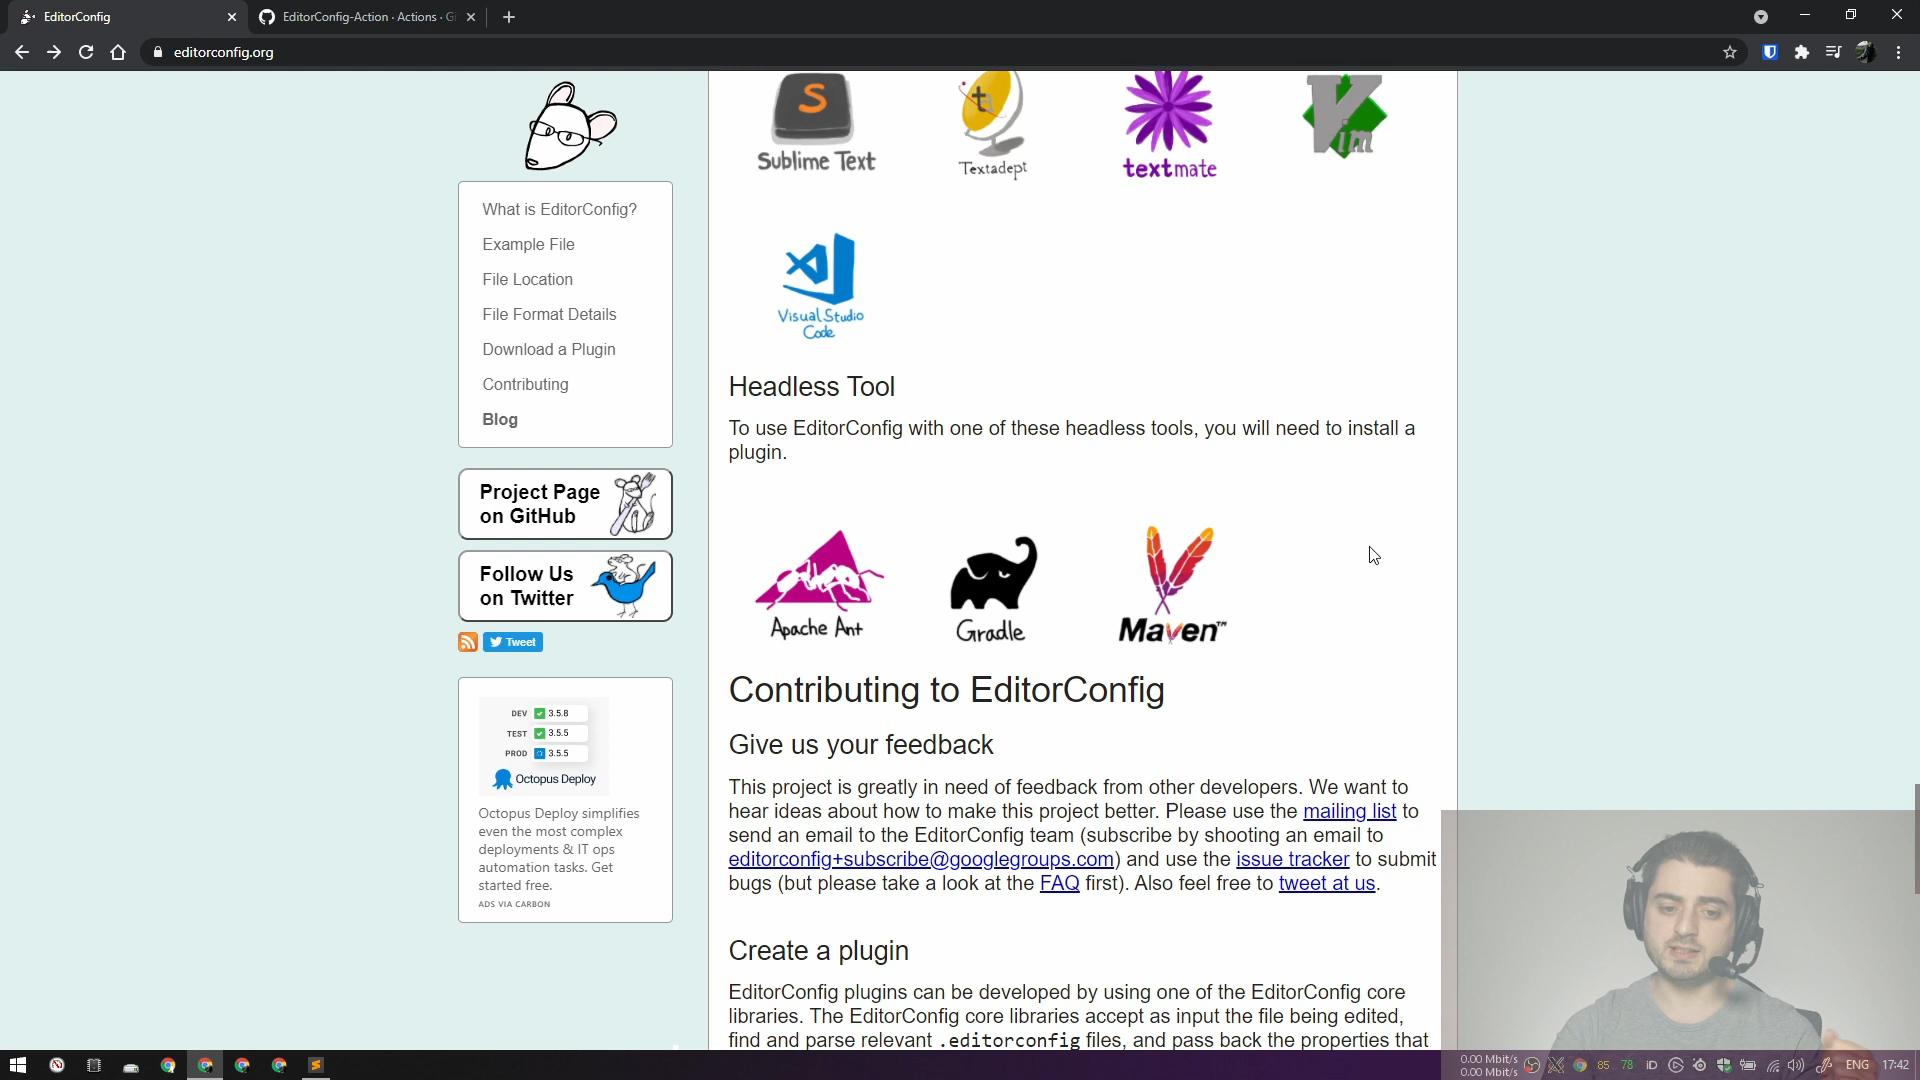 EditorConfig
EditorConfig-Action · Actions · G
editorconfig.org
Sublime Text
Textadept
textmate
Vim
What is EditorConfig?
Example File
File Location
File Format Details
Download a Plugin
Contributing
Blog
Visual Studio
Code
Headless Tool
To use EditorConfig with one of these headless tools, you will need to install a
plugin.
Project Page
on GitHub
Follow Us
on Twitter
Tweet
Apache Ant
Gradle
Maven™
DEV 3.5.8
TEST 3.5.5
PROD 3.5.5
Octopus Deploy
Octopus Deploy simplifies
even the most complex
deployments & IT ops
automation tasks. Get
started free.
ADS VIA CARBON
Contributing to EditorConfig
Give us your feedback
This project is greatly in need of feedback from other developers. We want to
hear ideas about how to make this project better. Please use the mailing list to
send an email to the EditorConfig team (subscribe by shooting an email to
editorconfig+subscribe@googlegroups.com) and use the issue tracker to submit
bugs (but please take a look at the FAQ first). Also feel free to tweet at us.
Create a plugin
EditorConfig plugins can be developed by using one of the EditorConfig core
libraries. The EditorConfig core libraries accept as input the file being edited,
find and parse relevant .editorconfig files, and pass back the properties that
0.00 Mbit/s
0.00 Mbit/s
85 78 iD ENG 17:42